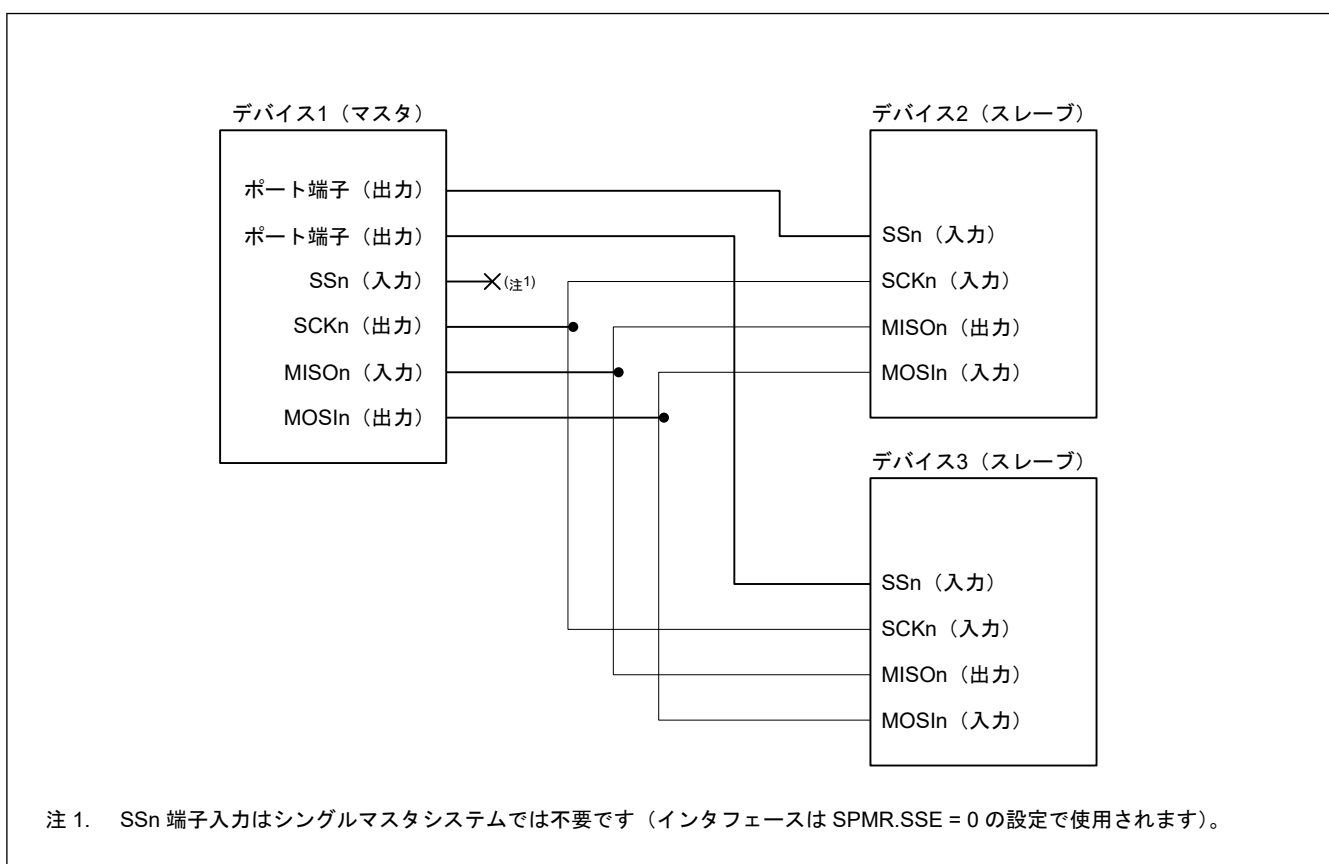 デバイス1（マスタ）
ポート端子（出力）
ポート端子（出力）
SSn（入力）
(注1)
SCKn（出力）
MISOn（入力）
MOSIn（出力）
デバイス2（スレーブ）
SSn（入力）
SCKn（入力）
MISOn（出力）
MOSIn（入力）
デバイス3（スレーブ）
SSn（入力）
SCKn（入力）
MISOn（出力）
MOSIn（入力）
注 1. SSn 端子入力はシングルマスタシステムでは不要です（インタフェースは SPMR.SSE = 0 の設定で使用されます）。